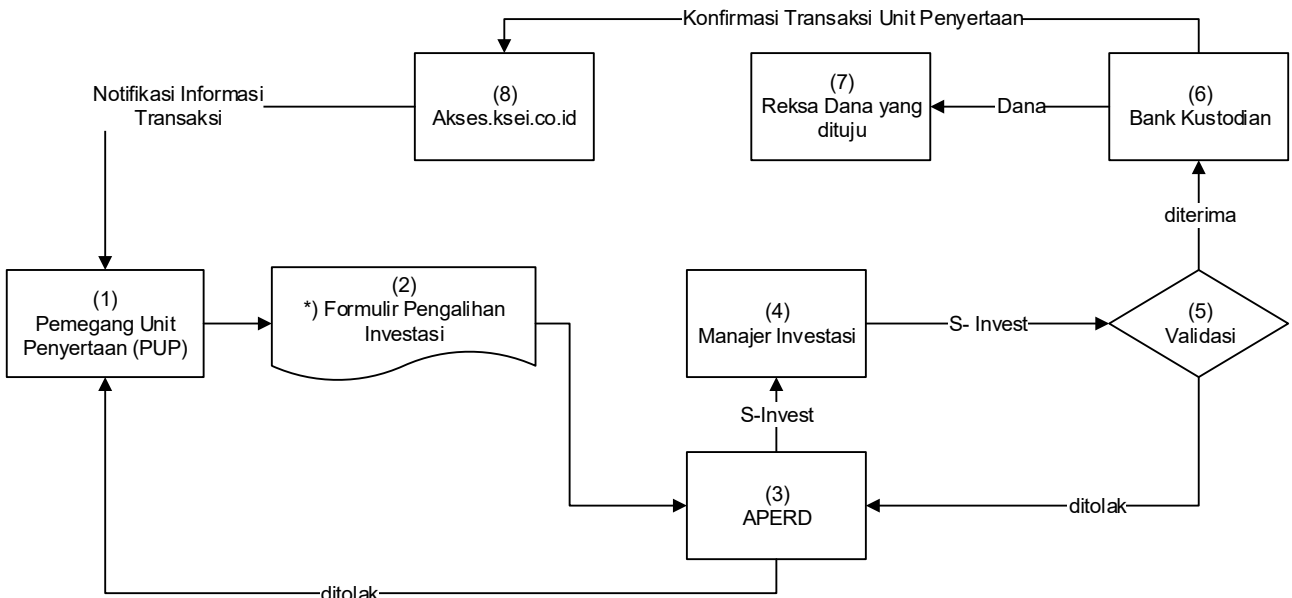 Konfirmasi Transaksi Unit Penyertaan
Notifikasi Informasi
Transaksi
(8)
Akses.ksei.co.id
(7)
Reksa Dana yang
dituju
Dana
(6)
Bank Kustodian
diterima
(1)
Pemegang Unit
Penyertaan (PUP)
(2)
*) Formulir Pengalihan
Investasi
(4)
Manajer Investasi
S- Invest
(5)
Validasi
S-Invest
(3)
APERD
ditolak
ditolak